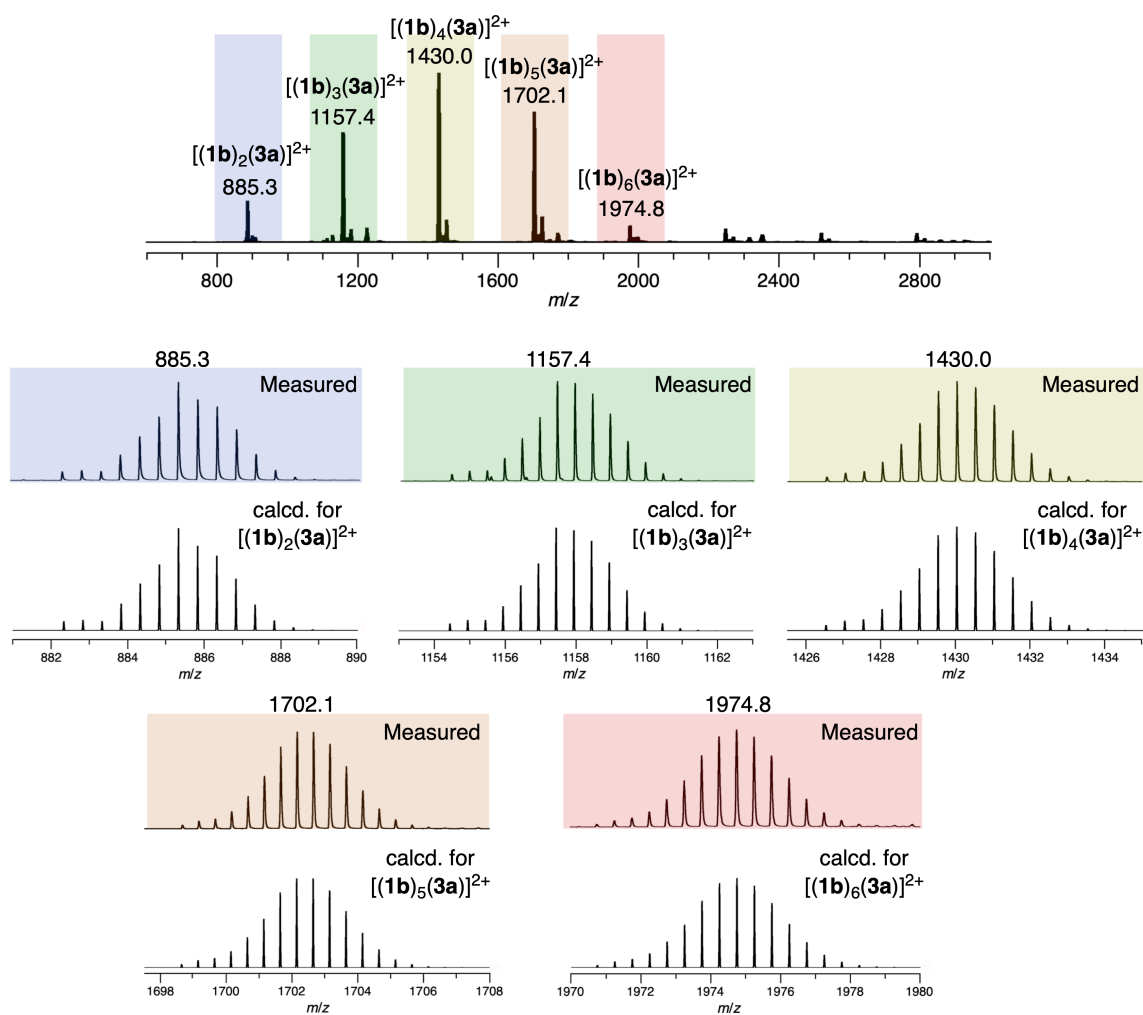 [(1b)4(3a)]2+
1430.0
[(1b)5(3a)]2+
1702.1
[(1b)3(3a)]2+
1157.4
[(1b)2(3a)]2+
885.3
[(1b)6(3a)]2+
1974.8
800 1200 1600 2000 2400 2800
m/z
885.3 1157.4 1430.0
Measured Measured Measured
calcd. for calcd. for calcd. for
[(1b)2(3a)]2+ [(1b)3(3a)]2+ [(1b)4(3a)]2+
882 884 886 888 890 1154 1156 1158 1160 1162 1426 1428 1430 1432 1434
m/z m/z m/z
1702.1 1974.8
Measured Measured
calcd. for calcd. for
[(1b)5(3a)]2+ [(1b)6(3a)]2+
1698 1700 1702 1704 1706 1708 1970 1972 1974 1976 1978 1980
m/z m/z